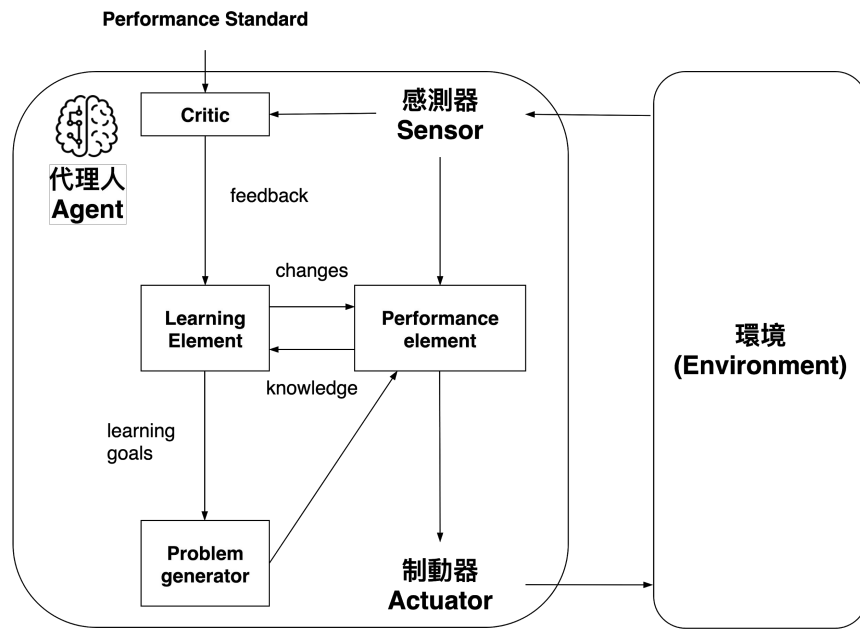 Performance Standard
Critic
感測器
Sensor
代理人
Agent
feedback
changes
Learning
Element
Performance
element
環境
(Environment)
knowledge
learning
goals
Problem
generator
制動器
Actuator